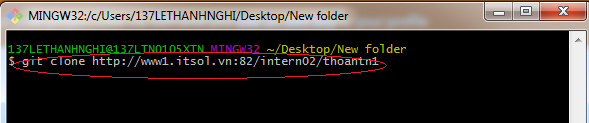 MINGW32:/c/Users/137LETHANHNGHI/Desktop/New folder
137LETHANHNGHI@137LTN0105XTN MINGW32 ~/Desktop/New folder
$ git clone http://www1.itsol.vn:82/intern02/thoantn1